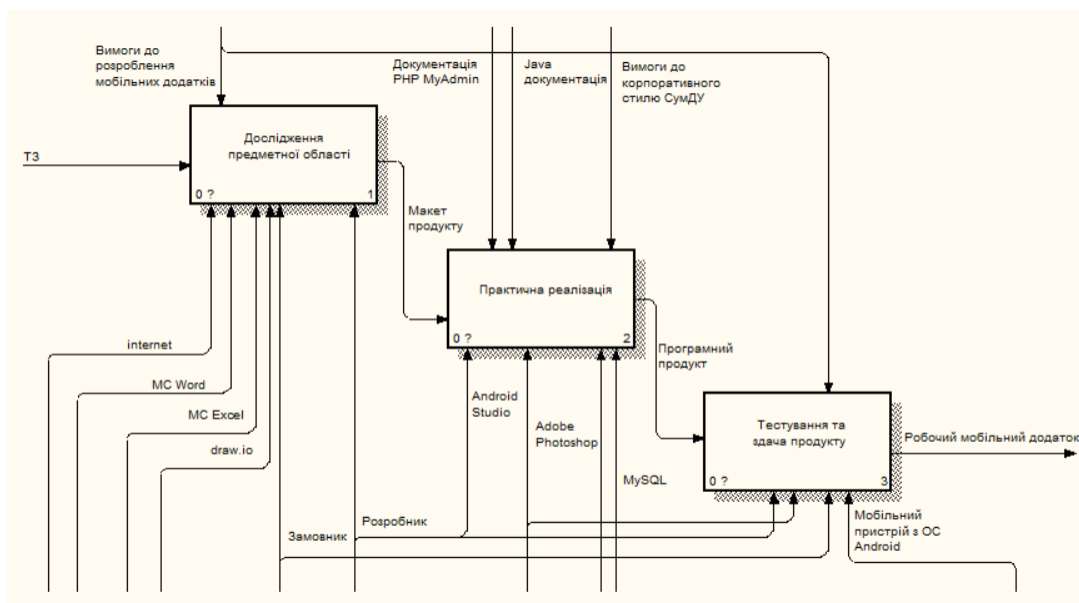 Вимоги до
розроблення
мобільних додатків
Документація
PHP MyAdmin
Java
документація
Вимоги до
корпоративного
стилю СумДУ
ТЗ
Дослідження
предметної області
0 ?
1
Макет
продукту
Практична реалізація
0 ?
2
internet
MC Word
MC Excel
draw.io
Android
Studio
Adobe
Photoshop
Програмний
продукт
MySQL
Тестування та
здача продукту
0 ?
3
Робочий мобільний додаток
Розробник
Замовник
Мобільний
пристрій з ОС
Android